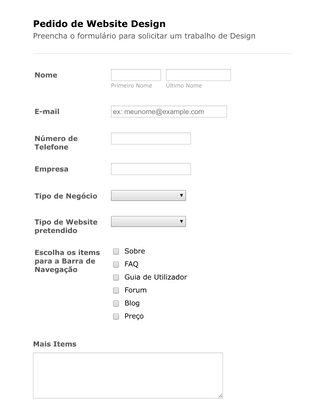 Pedido de Website Design
Preencha o formulário para solicitar um trabalho de Design
Nome
Primeiro Nome
Último Nome
E-mail
ex: meunome@example.com
Número de
Telefone
Empresa
Tipo de Negócio
Tipo de Website
pretendido
Escolha os items
para a Barra de
Navegação
Sobre
FAQ
Guia de Utilizador
Forum
Blog
Preço
Mais Items